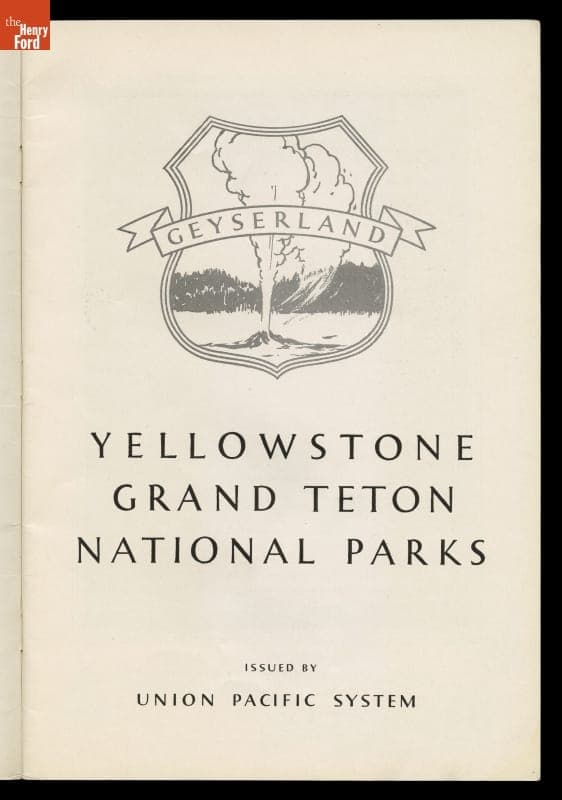 the
Henry
Ford
GEYSERLAND
YELLOWSTONE
GRAND TETON
NATIONAL PARKS
ISSUED BY
UNION PACIFIC SYSTEM